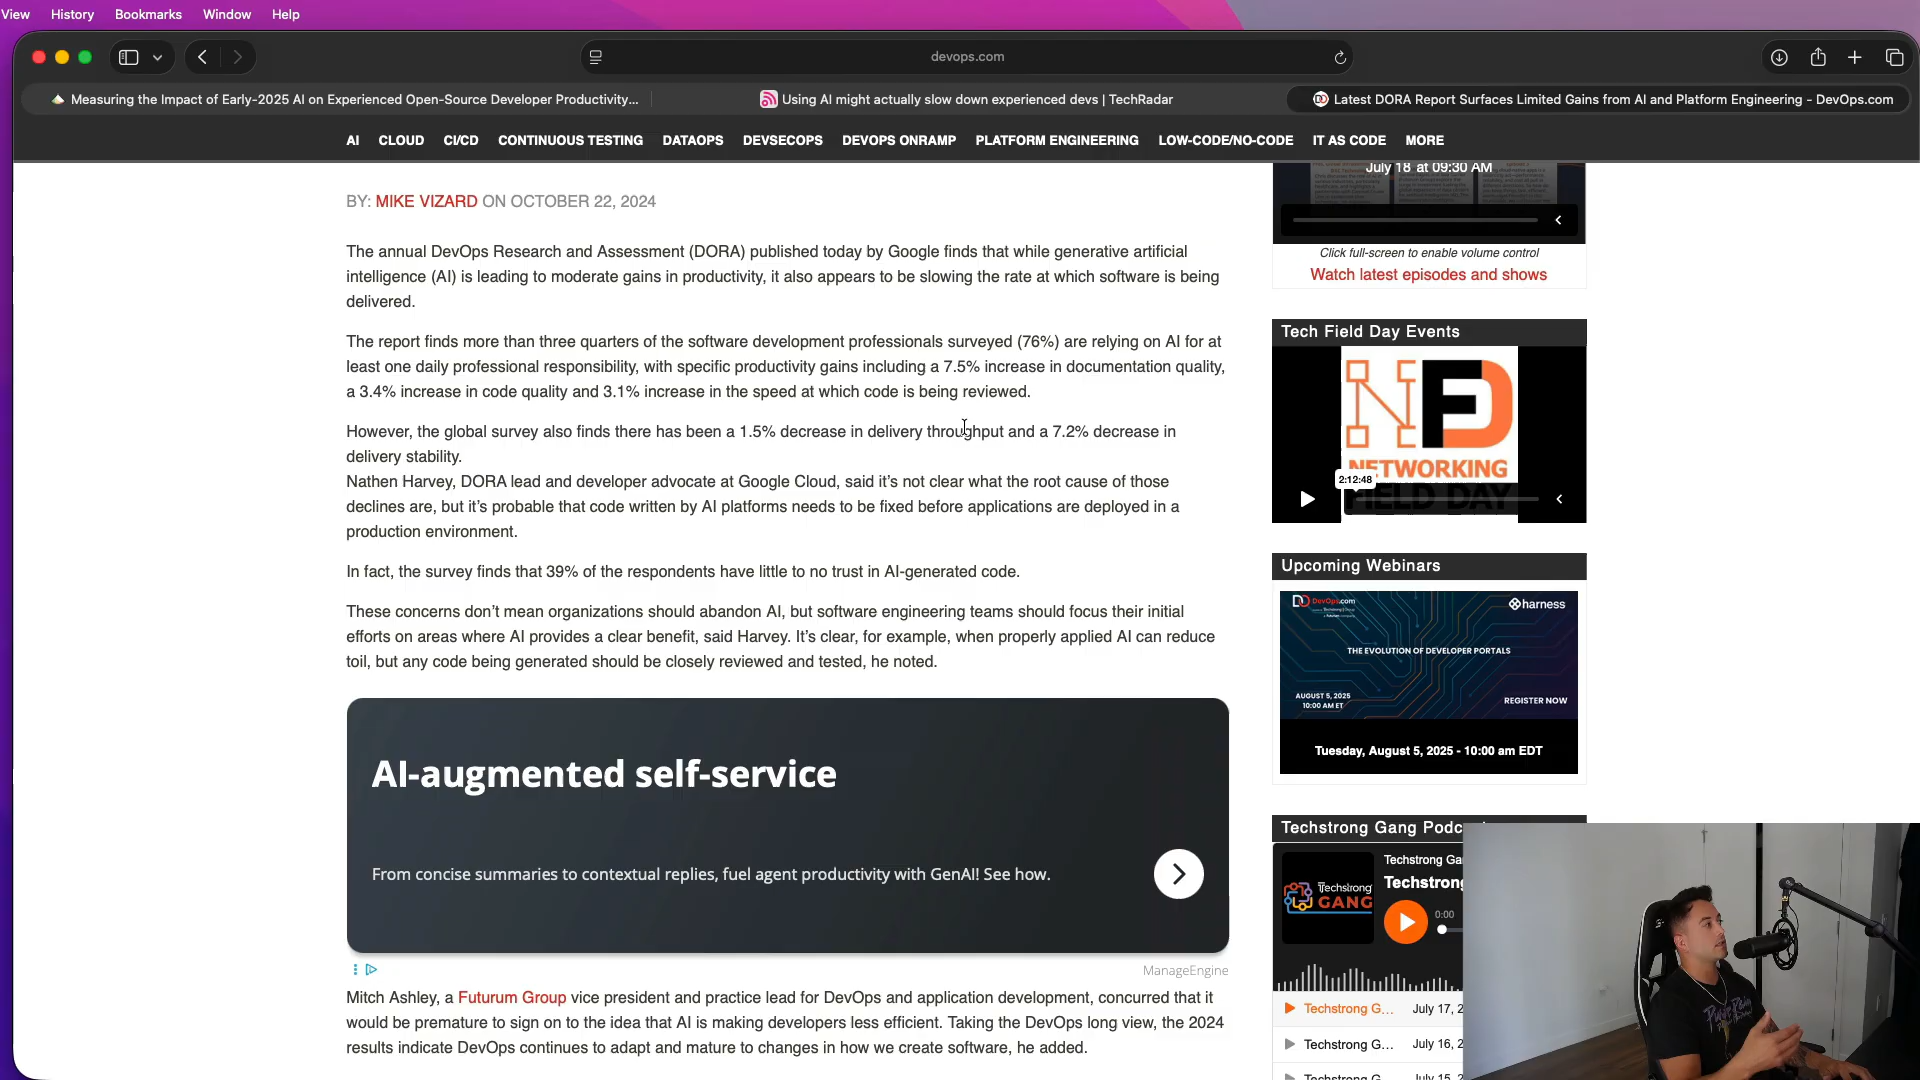 View History Bookmarks Window Help
devops.com
Measuring the Impact of Early-2025 AI on Experienced Open-Source Developer Productivity...
Using AI might actually slow down experienced devs | TechRadar
Latest DORA Report Surfaces Limited Gains from AI and Platform Engineering - DevOps.com
AI CLOUD CI/CD CONTINUOUS TESTING DATAOPS DEVSECOPS DEVOPS ONRAMP PLATFORM ENGINEERING LOW-CODE/NO-CODE IT AS CODE MORE
BY: MIKE VIZARD ON OCTOBER 22, 2024
The annual DevOps Research and Assessment (DORA) published today by Google finds that while generative artificial
intelligence (AI) is leading to moderate gains in productivity, it also appears to be slowing the rate at which software is being
delivered.
The report finds more than three quarters of the software development professionals surveyed (76%) are relying on AI for at
least one daily professional responsibility, with specific productivity gains including a 7.5% increase in documentation quality,
a 3.4% increase in code quality and 3.1% increase in the speed at which code is being reviewed.
However, the global survey also finds there has been a 1.5% decrease in delivery throughput and a 7.2% decrease in
delivery stability.
Nathen Harvey, DORA lead and developer advocate at Google Cloud, said it's not clear what the root cause of those
declines are, but it's probable that code written by AI platforms needs to be fixed before applications are deployed in a
production environment.
In fact, the survey finds that 39% of the respondents have little to no trust in AI-generated code.
These concerns don't mean organizations should abandon AI, but software engineering teams should focus their initial
efforts on areas where AI provides a clear benefit, said Harvey. It's clear, for example, when properly applied AI can reduce
toil, but any code being generated should be closely reviewed and tested, he noted.
AI-augmented self-service
From concise summaries to contextual replies, fuel agent productivity with GenAI! See how.
ManageEngine
Mitch Ashley, a Futurum Group vice president and practice lead for DevOps and application development, concurred that it
would be premature to sign on to the idea that AI is making developers less efficient. Taking the DevOps long view, the 2024
results indicate DevOps continues to adapt and mature to changes in how we create software, he added.
July 18 at 09:30 AM
Click full-screen to enable volume control
Watch latest episodes and shows
Tech Field Day Events
NFD
NETWORKING
FIELD DAY
2:12:48
Upcoming Webinars
DevOps.com
harness
THE EVOLUTION OF DEVELOPER PORTALS
AUGUST 5, 2025
10:00 AM ET
REGISTER NOW
Tuesday, August 5, 2025 - 10:00 am EDT
Techstrong Gang Podc
Techstrong Ga
Techstrong
Techstrong
GANG
0:00
Techstrong G... July 17, 2
Techstrong G... July 16, 2
Techstrong G... July 15, 2